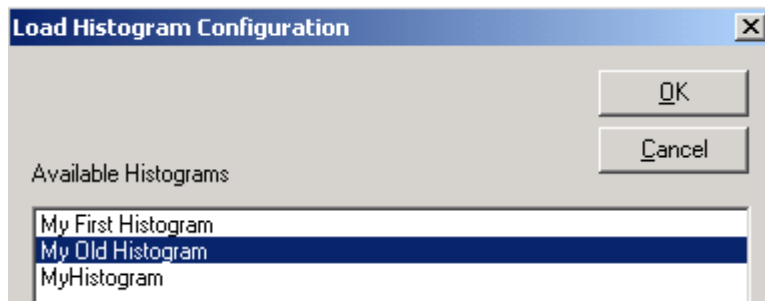 Load Histogram Configuration
OK
Cancel
Available Histograms
My First Histogram
My Old Histogram
MyHistogram